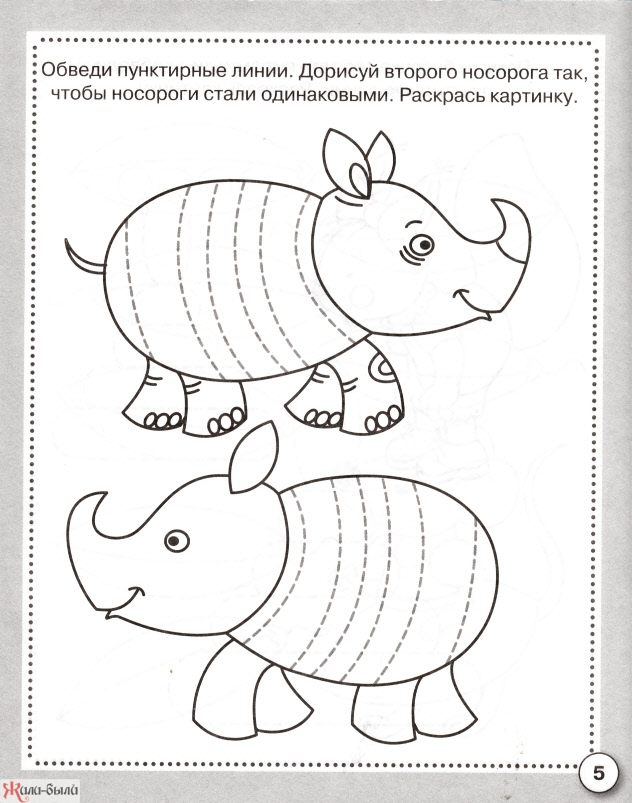 Обведи пунктирные линии. Дорисуй второго носорога так,
чтобы носороги стали одинаковыми. Раскрась картинку.
5
Жили-были